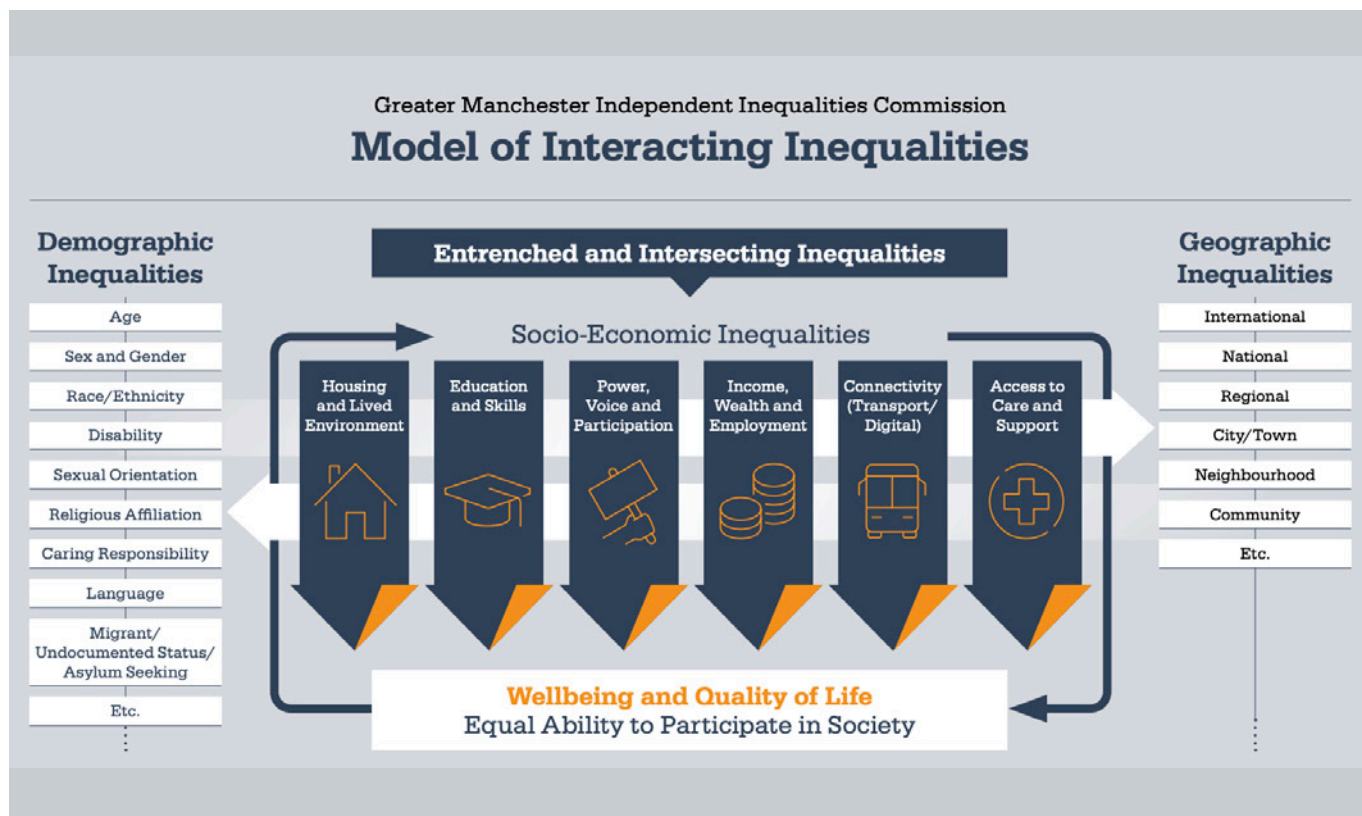 Greater Manchester Independent Inequalities Commission
Model of Interacting Inequalities
Demographic
Inequalities
Age
Sex and Gender
Race/Ethnicity
Disability
Sexual Orientation
Religious Affiliation
Caring Responsibility
Language
Migrant/
Undocumented Status/
Asylum Seeking
Etc.
Entrenched and Intersecting Inequalities
Socio-Economic Inequalities
Housing
and Lived
Environment
Education
and Skills
Power,
Voice and
Participation
Income,
Wealth and
Employment
Connectivity
(Transport/
Digital)
Access to
Care and
Support
Wellbeing and Quality of Life
Equal Ability to Participate in Society
Geographic
Inequalities
International
National
Regional
City/Town
Neighbourhood
Community
Etc.